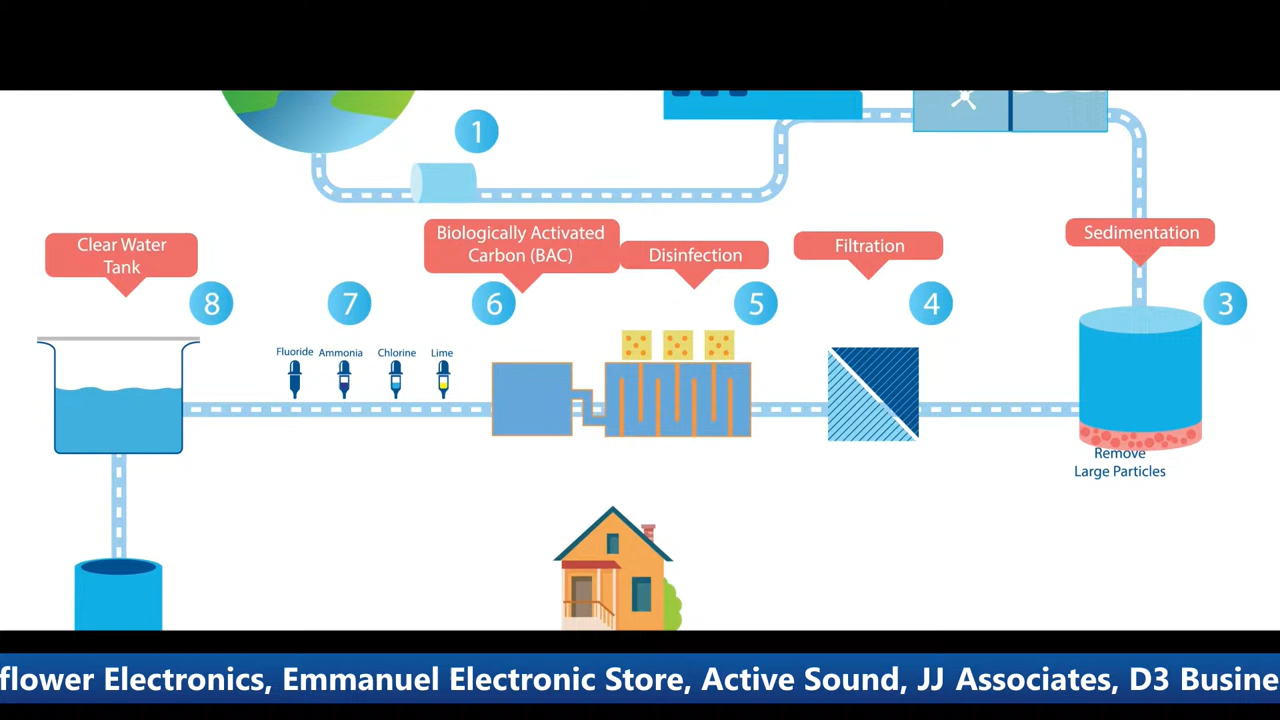 1
Clear Water
Tank
Biologically Activated
Carbon (BAC)
Disinfection
Filtration
Sedimentation
8
7
6
5
4
3
Fluoride
Ammonia
Chlorine
Lime
Remove
Large Particles
flower Electronics, Emmanuel Electronic Store, Active Sound, JJ Associates, D3 Busine